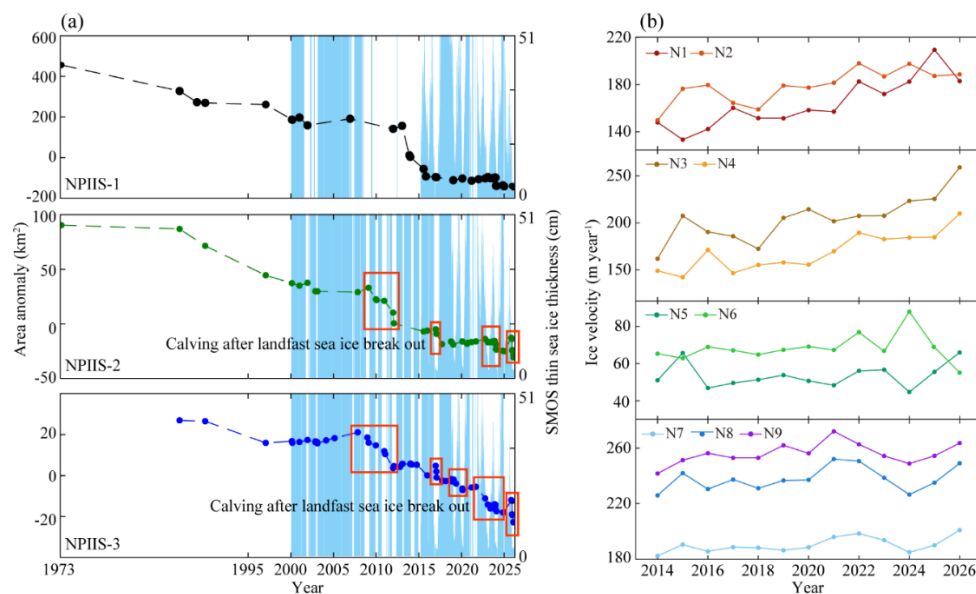 (a)
(b)
Area anomaly (km²)
600
400
200
0
-200
NPIIS-1
51
0
100
50
0
-50
Calving after landfast sea ice break out
NPIIS-2
51
0
20
0
-20
Calving after landfast sea ice break out
NPIIS-3
51
0
SMOS thin sea ice thickness (cm)
1973 1995 2000 2005 2010 2015 2020 2025
Year
Ice velocity (m year⁻¹)
220
180
140
N1 N2
250
200
150
N3 N4
80
60
40
N5 N6
260
220
180
N7 N8 N9
2014 2016 2018 2020 2022 2024 2026
Year